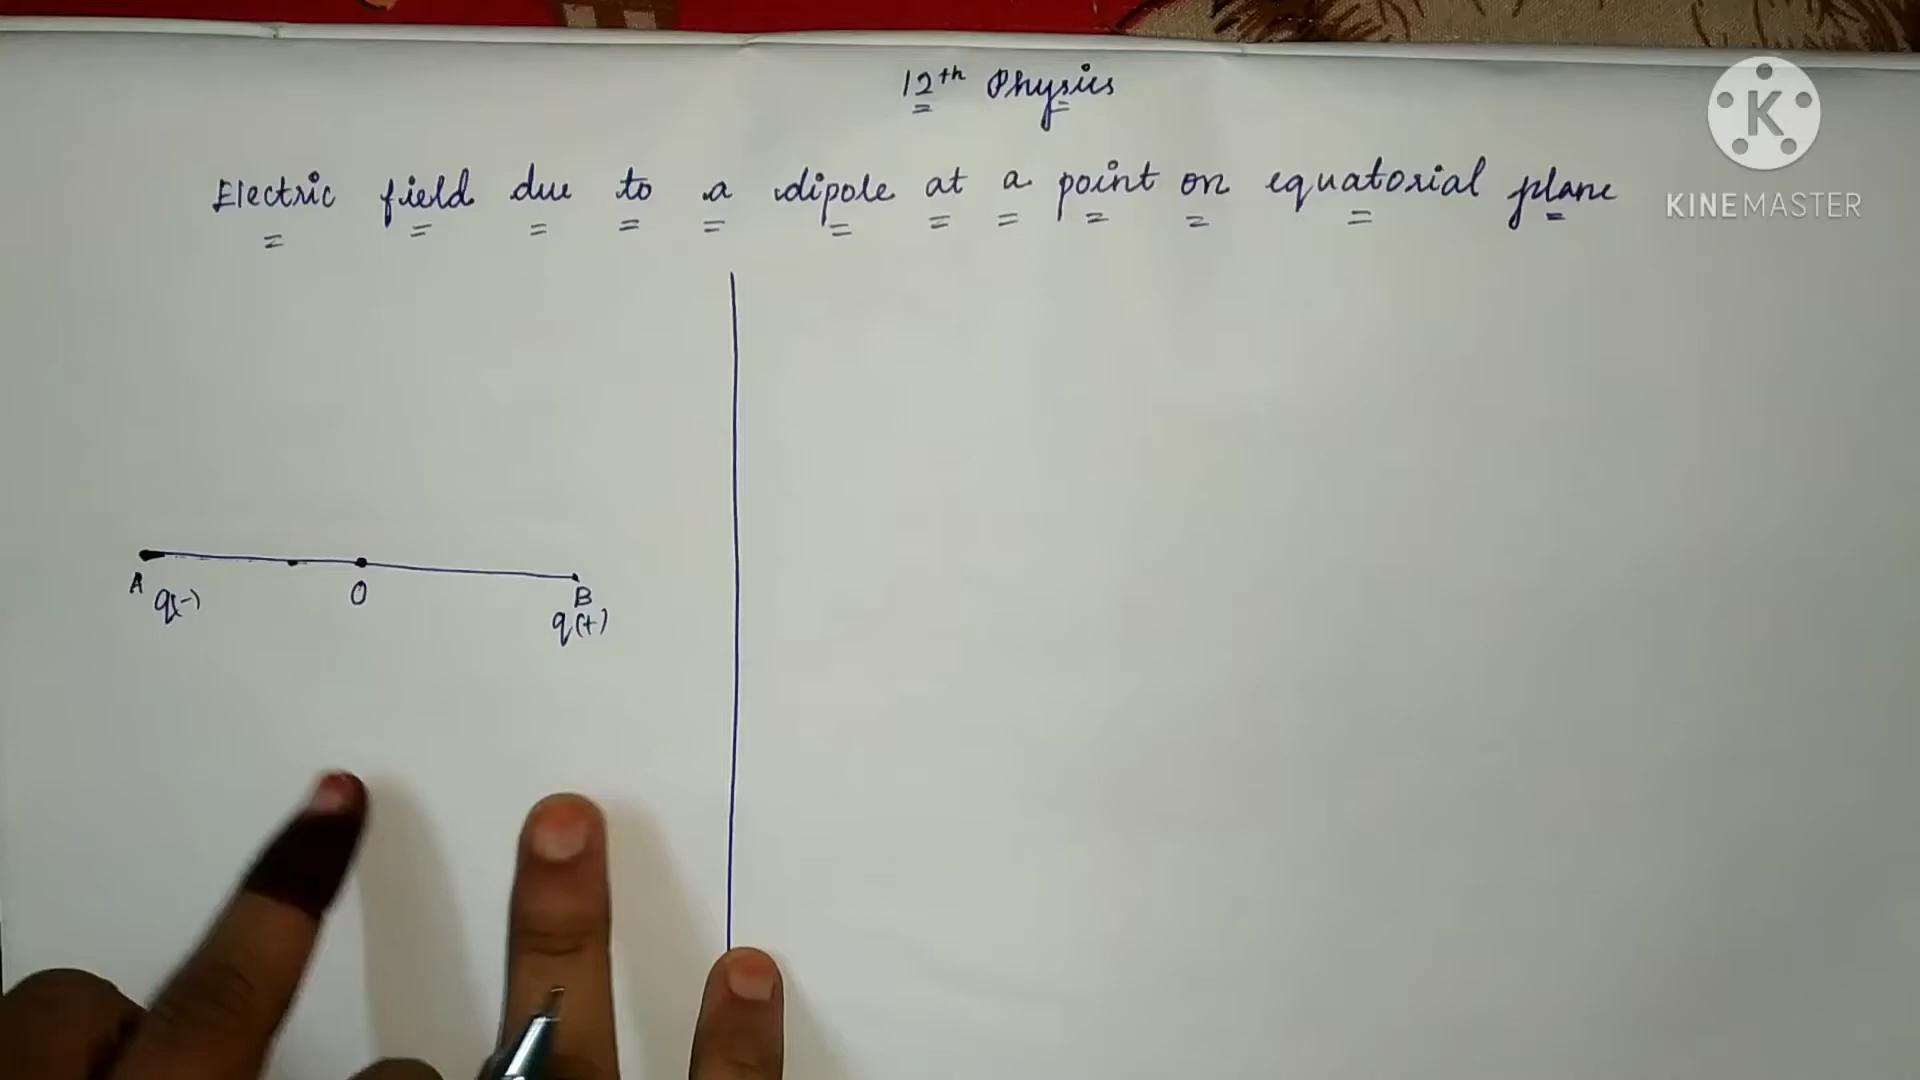 12th Physics
Electric field due to a dipole at a point on equatorial plane
K
KINEMASTER
A
q(-)
O
B
q(+)